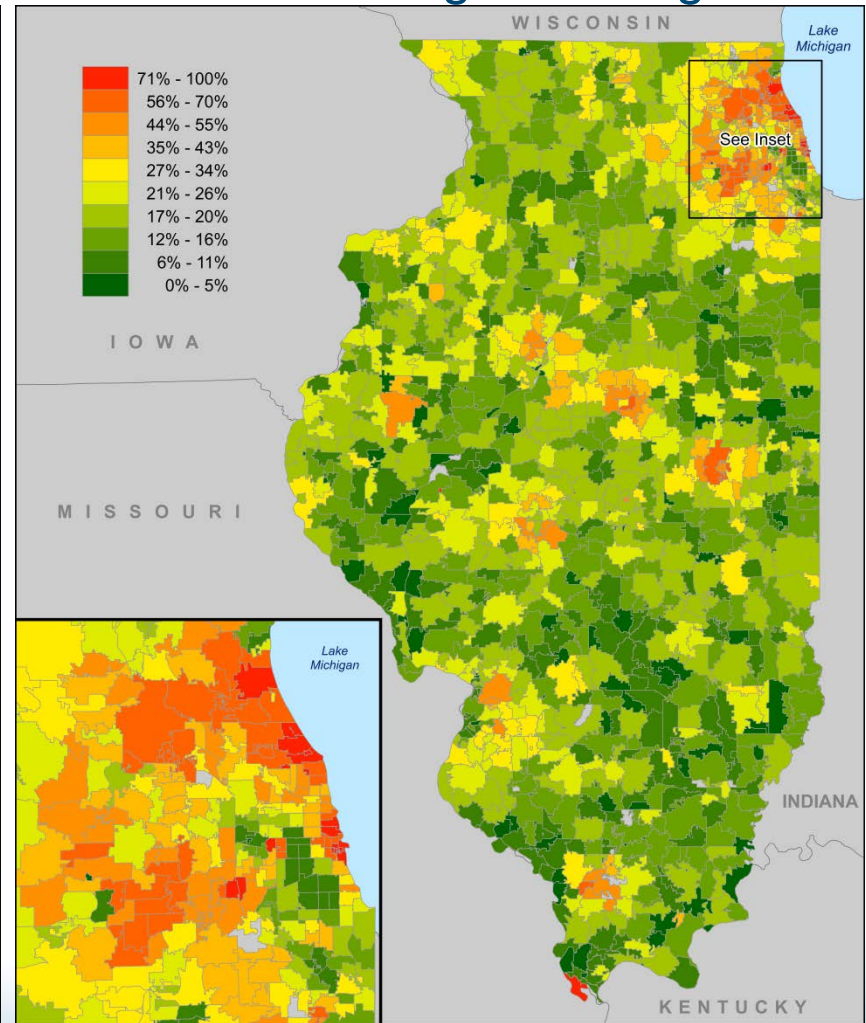 WISCONSIN
Lake
Michigan
71% - 100%
56% - 70%
44% - 55%
35% - 43%
27% - 34%
21% - 26%
17% - 20%
12% - 16%
6% - 11%
0% - 5%
See Inset
IOWA
MISSOURI
Lake
Michigan
INDIANA
KENTUCKY